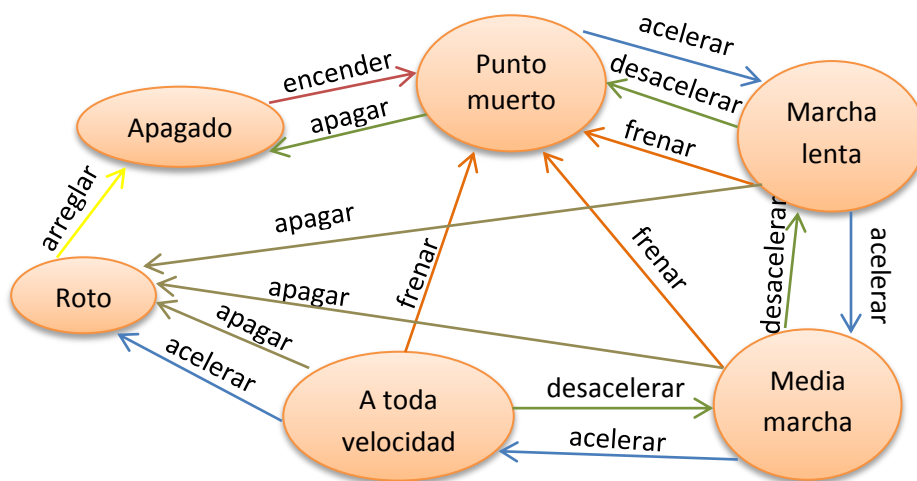 acelerar
encender
Punto
muerto
desacelerar
Apagado
apagar
Marcha
lenta
frenar
arreglar
apagar
desacelerar
acelerar
frenar
frenar
Roto
apagar
apagar
acelerar
A toda
velocidad
desacelerar
acelerar
Media
marcha